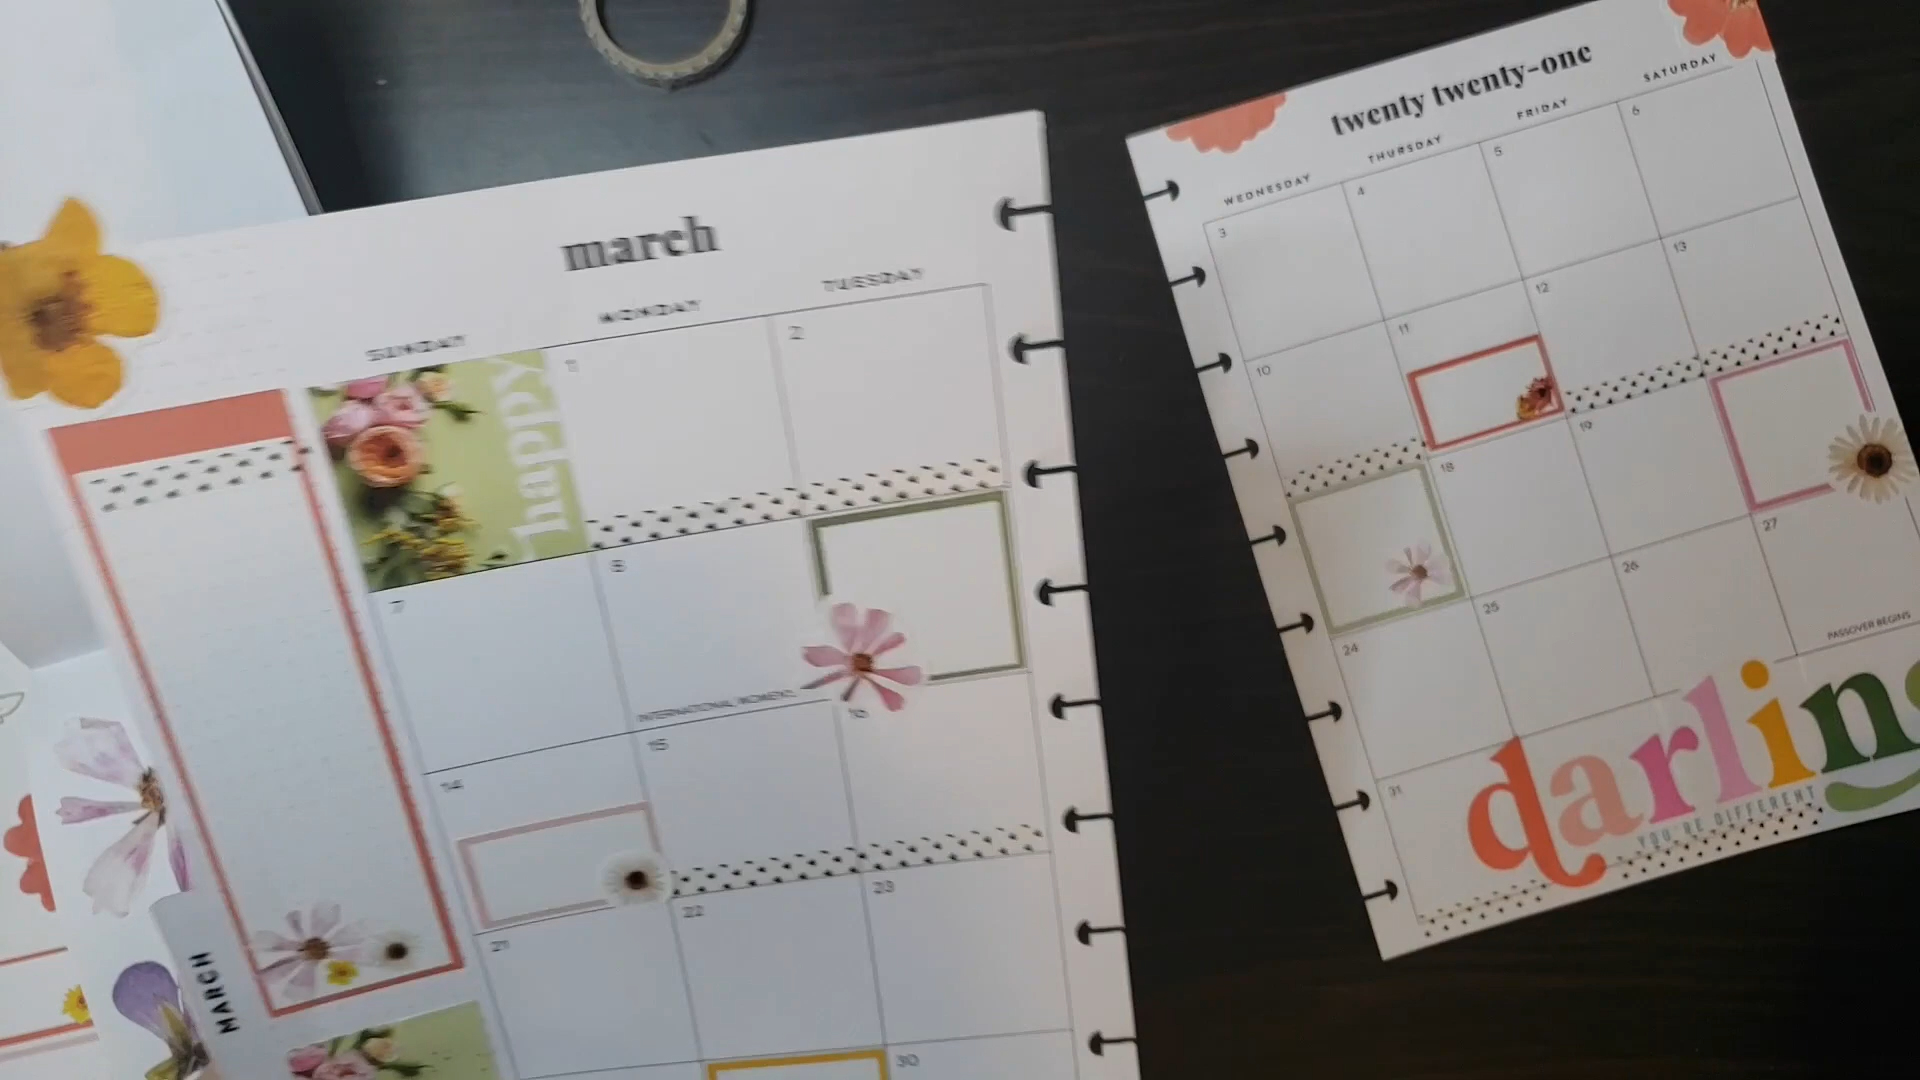 march
SUNDAY MONDAY TUESDAY
happy
1 2
7 8
INTERNATIONAL WOMEN'S
14 15 16
21 22 23
30
MARCH
twenty twenty-one
WEDNESDAY THURSDAY FRIDAY SATURDAY
3 4 5 6
10 11 12 13
18 19
24 25 26 27
PASSOVER BEGINS
31
darling
YOU'RE DIFFERENT